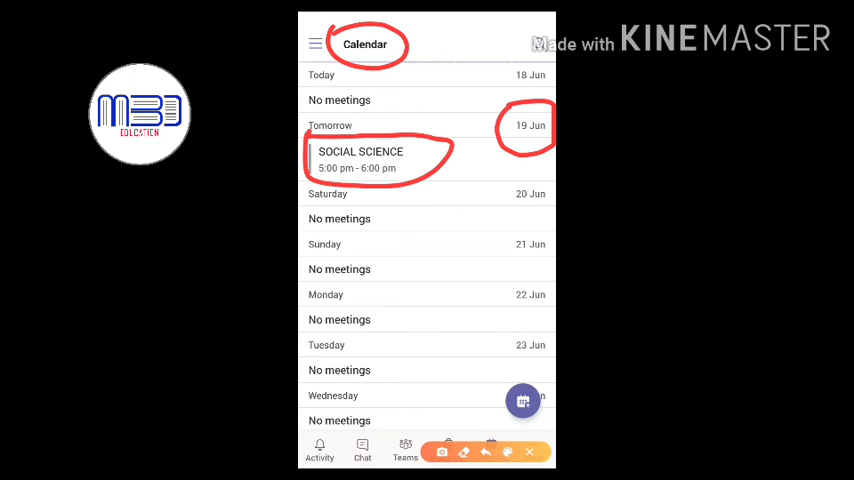 Calendar
Made with KINEMASTER
Today 18 Jun
No meetings
Tomorrow 19 Jun
MBD
EDUCATION
SOCIAL SCIENCE
5:00 pm - 6:00 pm
Saturday 20 Jun
No meetings
Sunday 21 Jun
No meetings
Monday 22 Jun
No meetings
Tuesday 23 Jun
No meetings
Wednesday
No meetings
Activity Chat Teams